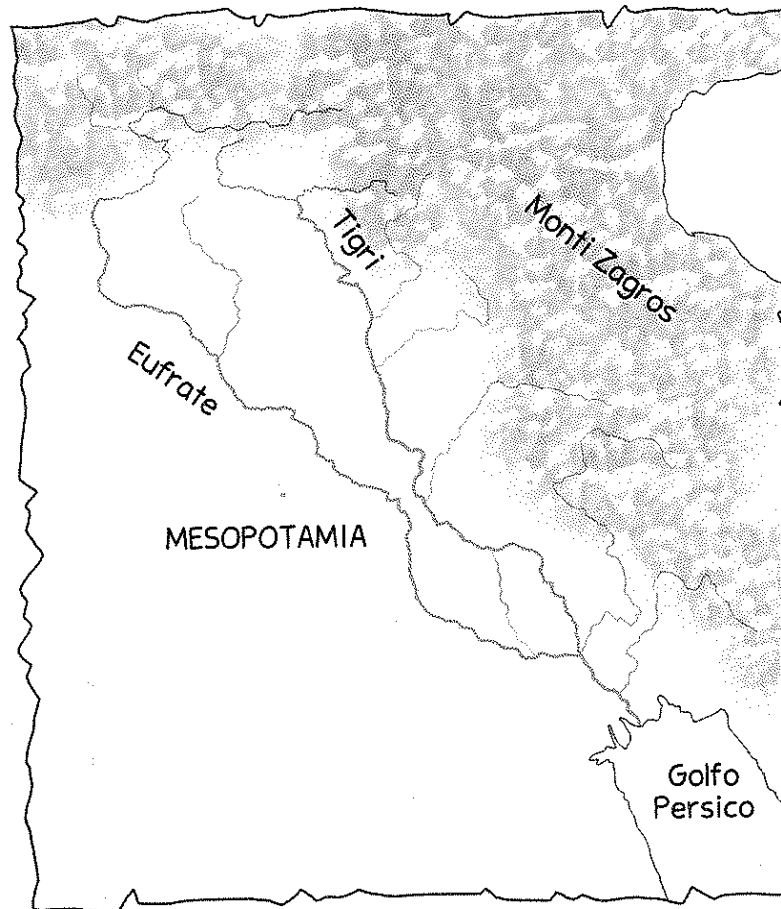 Tigri
Monti Zagros
Eufrate
MESOPOTAMIA
Golfo
Persico